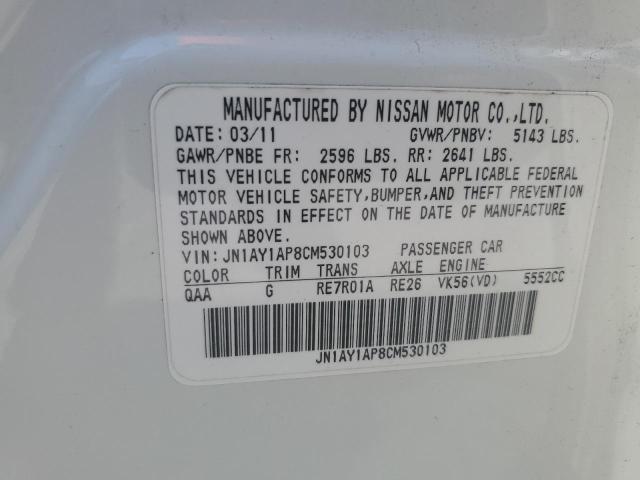 MANUFACTURED BY NISSAN MOTOR CO.,LTD.
DATE: 03/11 GVWR/PNBV: 5143 LBS.
GAWR/PNBE FR: 2596 LBS. RR: 2641 LBS.
THIS VEHICLE CONFORMS TO ALL APPLICABLE FEDERAL
MOTOR VEHICLE SAFETY,BUMPER,AND THEFT PREVENTION
STANDARDS IN EFFECT ON THE DATE OF MANUFACTURE
SHOWN ABOVE.
VIN: JN1AY1AP8CM530103 PASSENGER CAR
COLOR TRIM TRANS AXLE ENGINE
QAA G RE7R01A RE26 VK56(VD) 5552CC
JN1AY1AP8CM530103